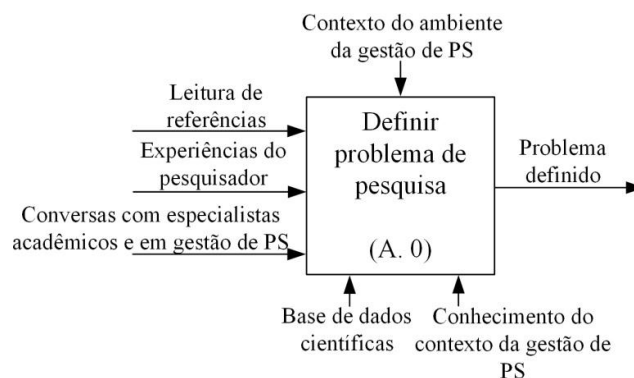 Contexto do ambiente
da gestão de PS
Leitura de
referências
Experiências do
pesquisador
Conversas com especialistas
acadêmicos e em gestão de PS
Definir
problema de
pesquisa
(A. 0)
Problema
definido
Base de dados
científicas
Conhecimento do
contexto da gestão de
PS